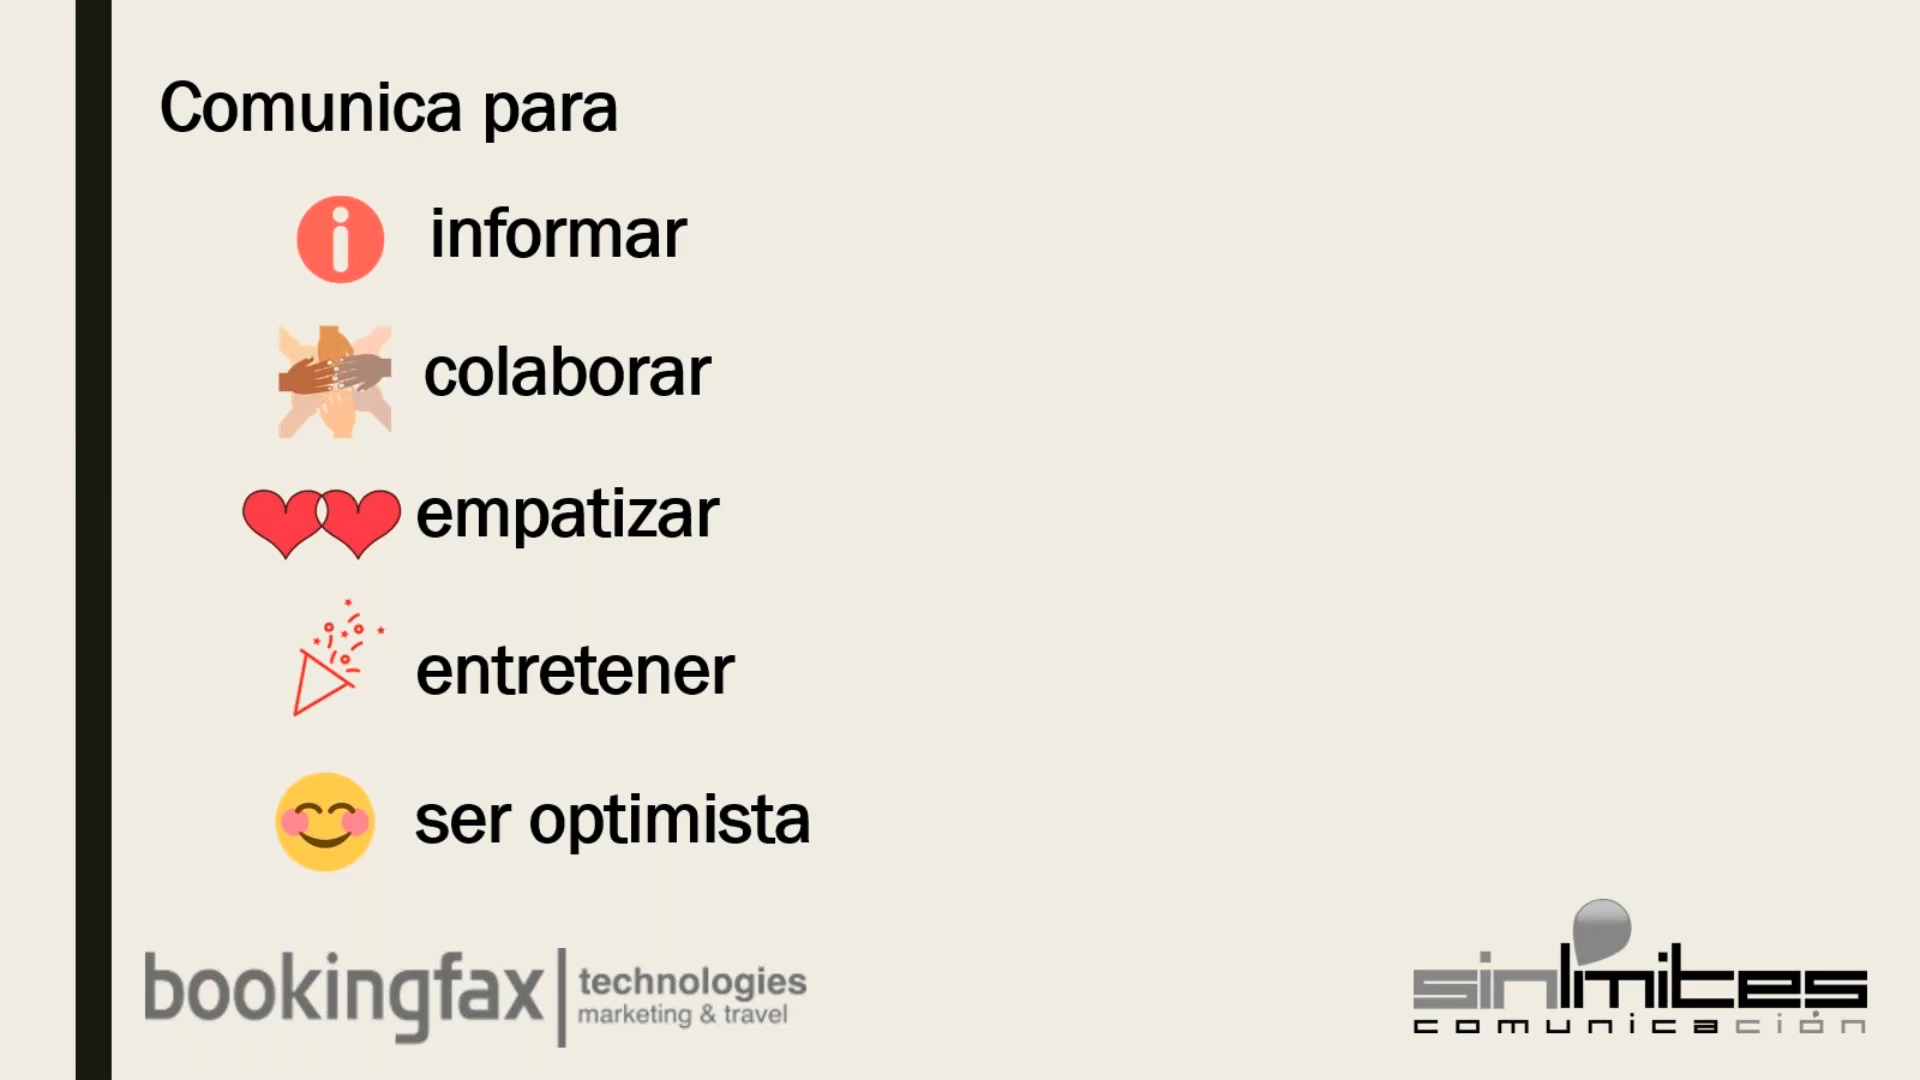 Comunica para
informar
colaborar
empatizar
entretener
ser optimista
bookingfax
technologies
marketing & travel
sinlimites
comunicación